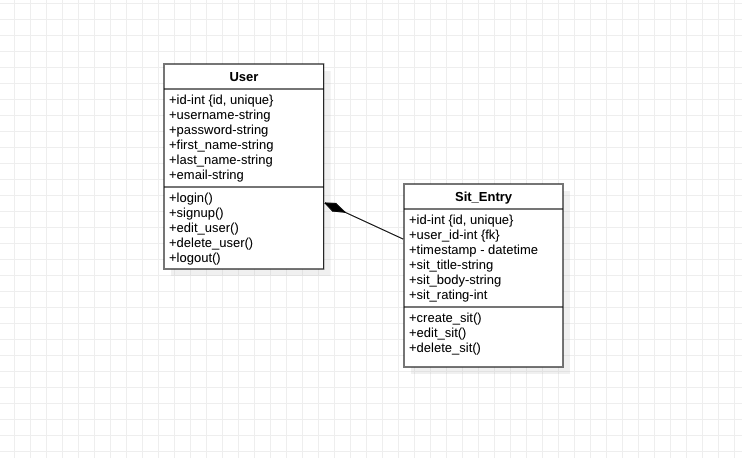 User
+id-int {id, unique}
+username-string
+password-string
+first_name-string
+last_name-string
+email-string
+login()
+signup()
+edit_user()
+delete_user()
+logout()
Sit_Entry
+id-int {id, unique}
+user_id-int {fk}
+timestamp - datetime
+sit_title-string
+sit_body-string
+sit_rating-int
+create_sit()
+edit_sit()
+delete_sit()